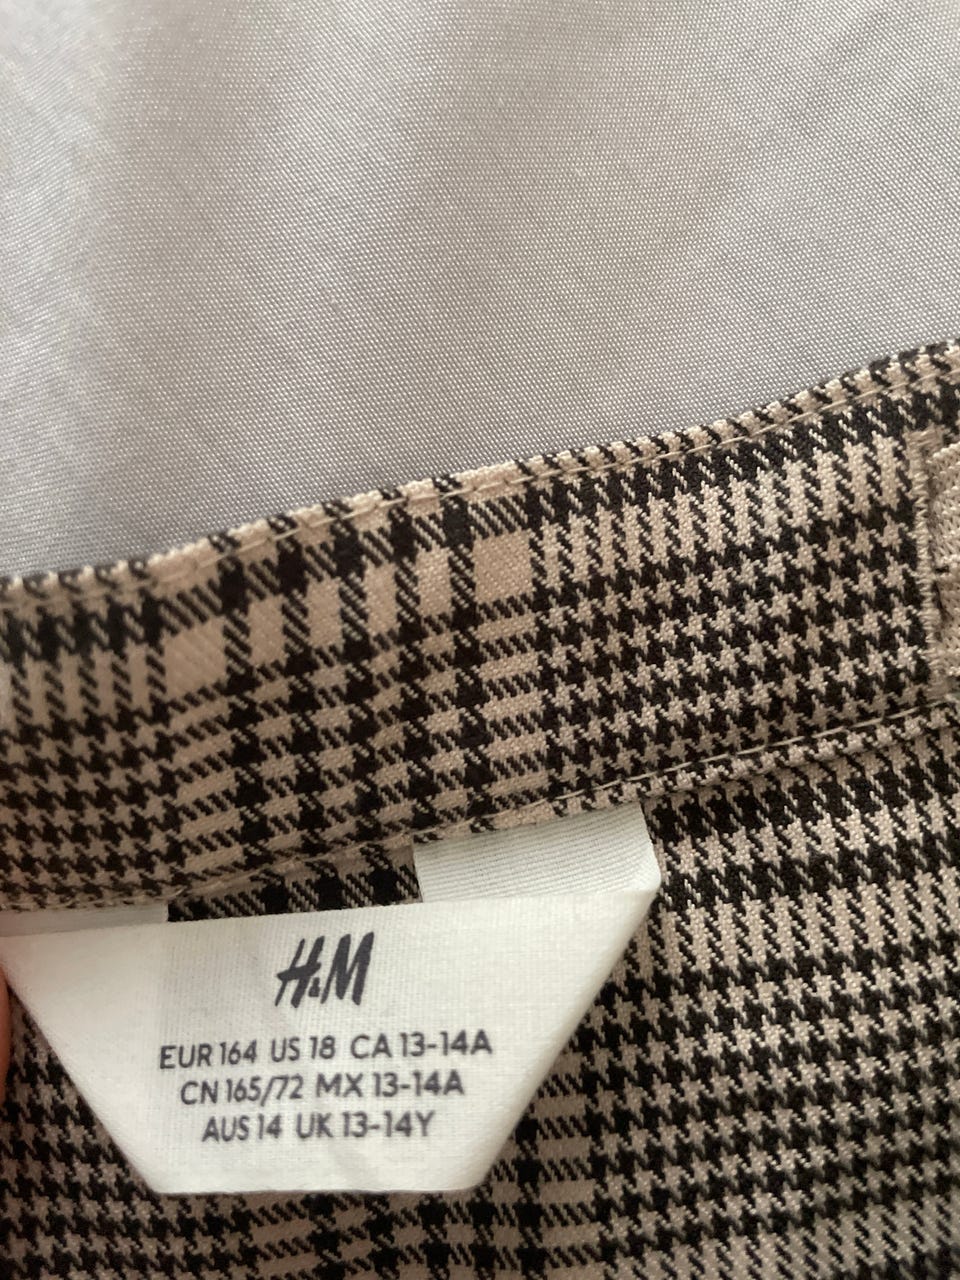 H&M
EUR 164 US 18 CA 13-14A
CN 165/72 MX 13-14A
AUS 14 UK 13-14Y